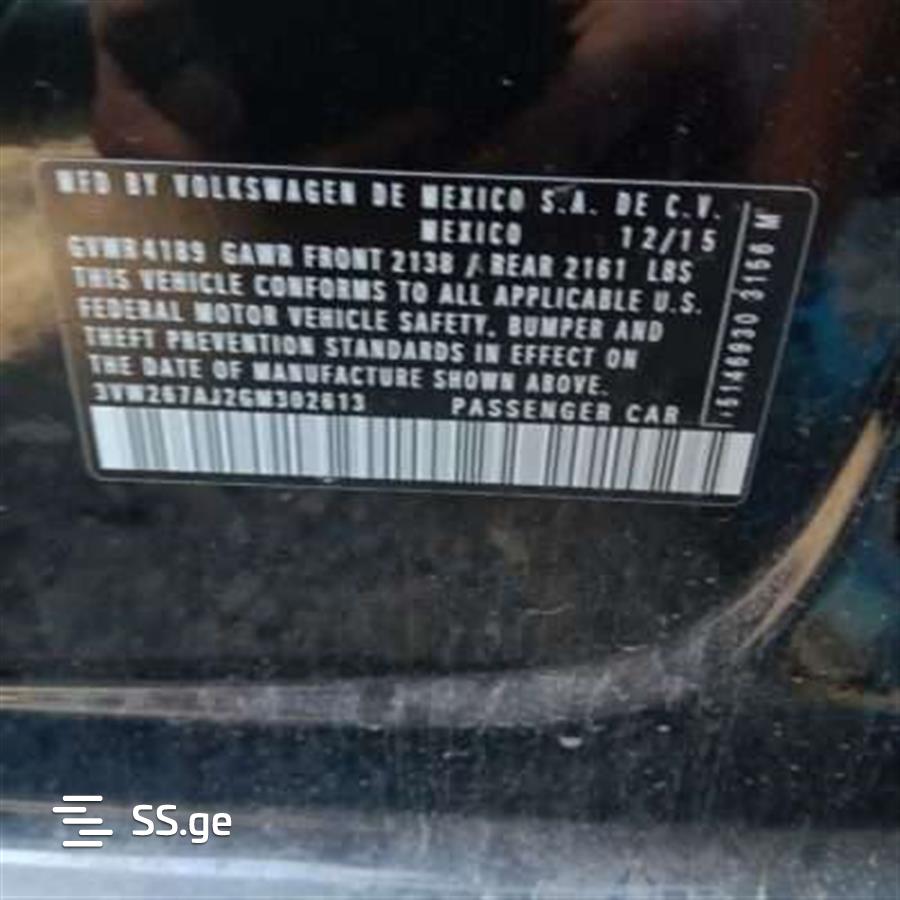 MFD BY VOLKSWAGEN DE MEXICO S.A. DE C.V.
MEXICO 12/15
GVWR 4189 GAWR FRONT 2138 / REAR 2161 LBS
THIS VEHICLE CONFORMS TO ALL APPLICABLE U.S.
FEDERAL MOTOR VEHICLE SAFETY, BUMPER AND
THEFT PREVENTION STANDARDS IN EFFECT ON
THE DATE OF MANUFACTURE SHOWN ABOVE.
3VW267AJ2GM302613 PASSENGER CAR
SS.ge